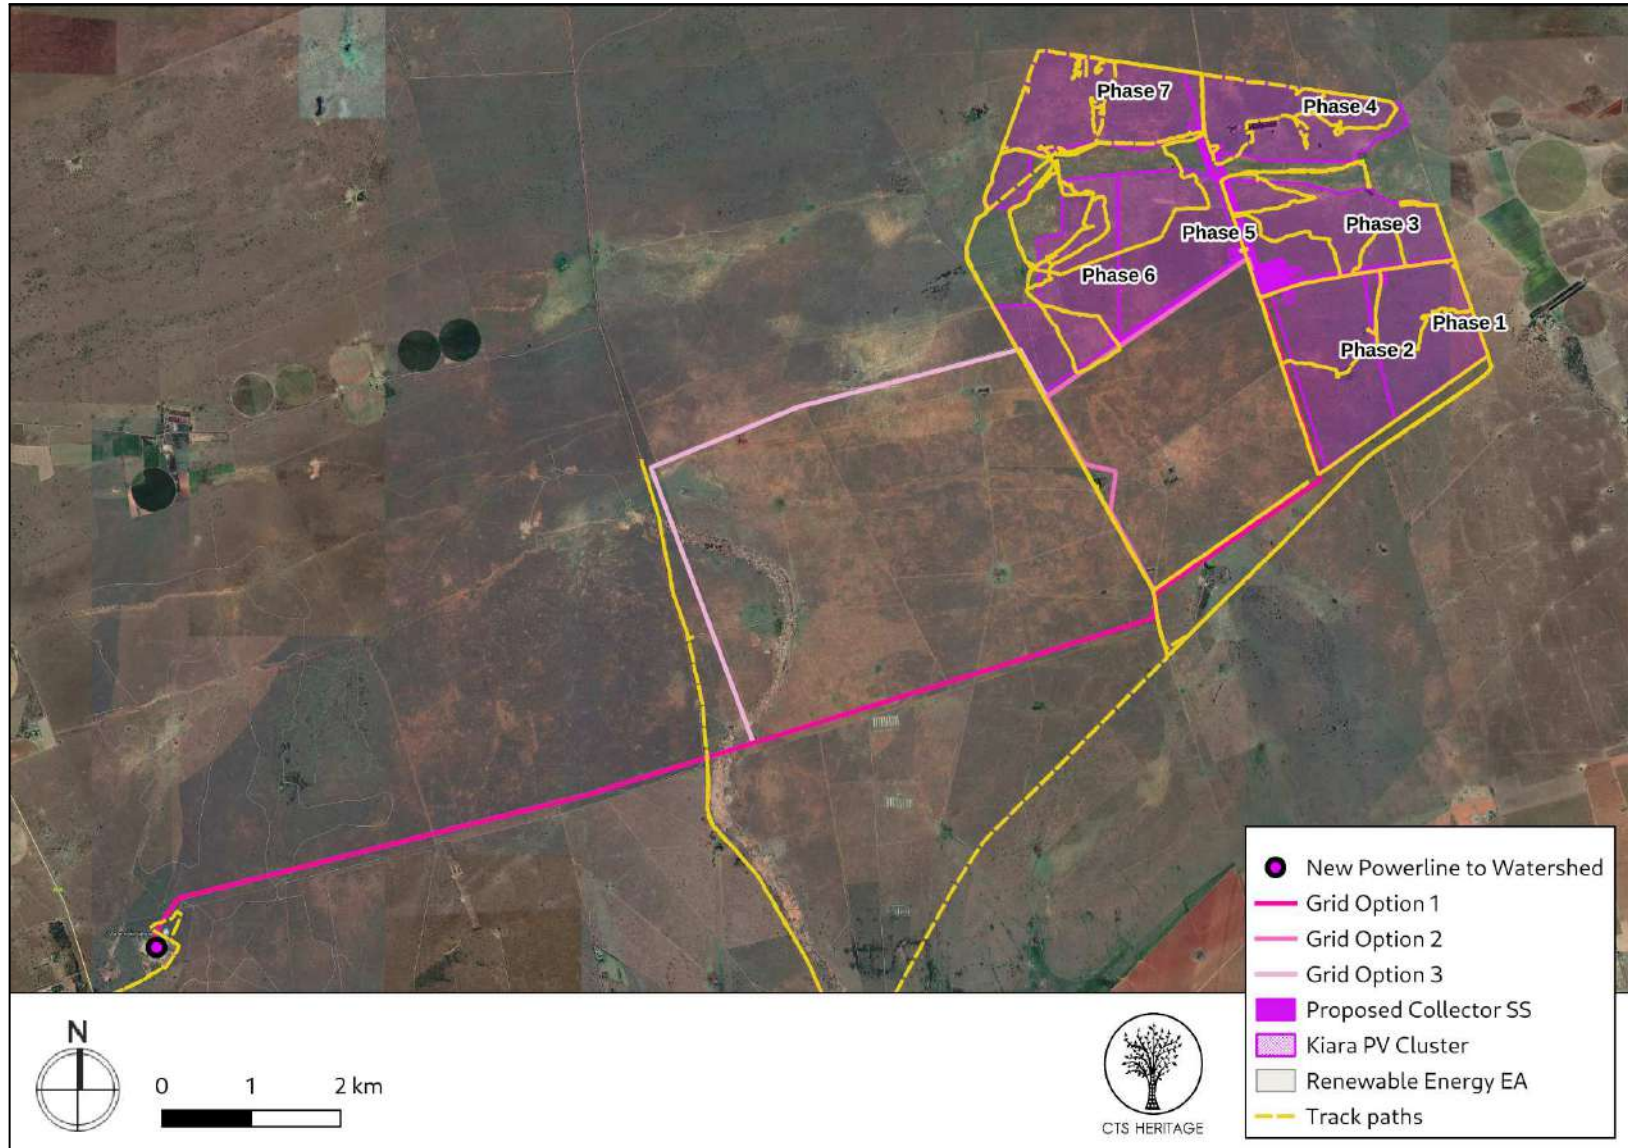 Phase 7
Phase 4
Phase 3
Phase 5
Phase 6
Phase 1
Phase 2
New Powerline to Watershed
Grid Option 1
Grid Option 2
Grid Option 3
Proposed Collector SS
Kiara PV Cluster
Renewable Energy EA
Track paths
N
0 1 2 km
CTS HERITAGE